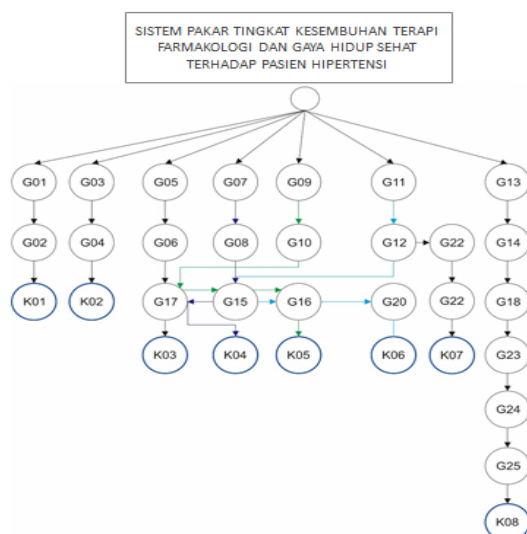 SISTEM PAKAR TINGKAT KESEMBUHAN TERAPI
FARMAKOLOGI DAN GAYA HIDUP SEHAT
TERHADAP PASIEN HIPERTENSI
G01 G03 G05 G07 G09 G11 G13
G02 G04 G06 G08 G10 G12 G22 G14
K01 K02 G17 G15 G16 G20 G22 G18
K03 K04 K05 K06 K07 G23
G24
G25
K08